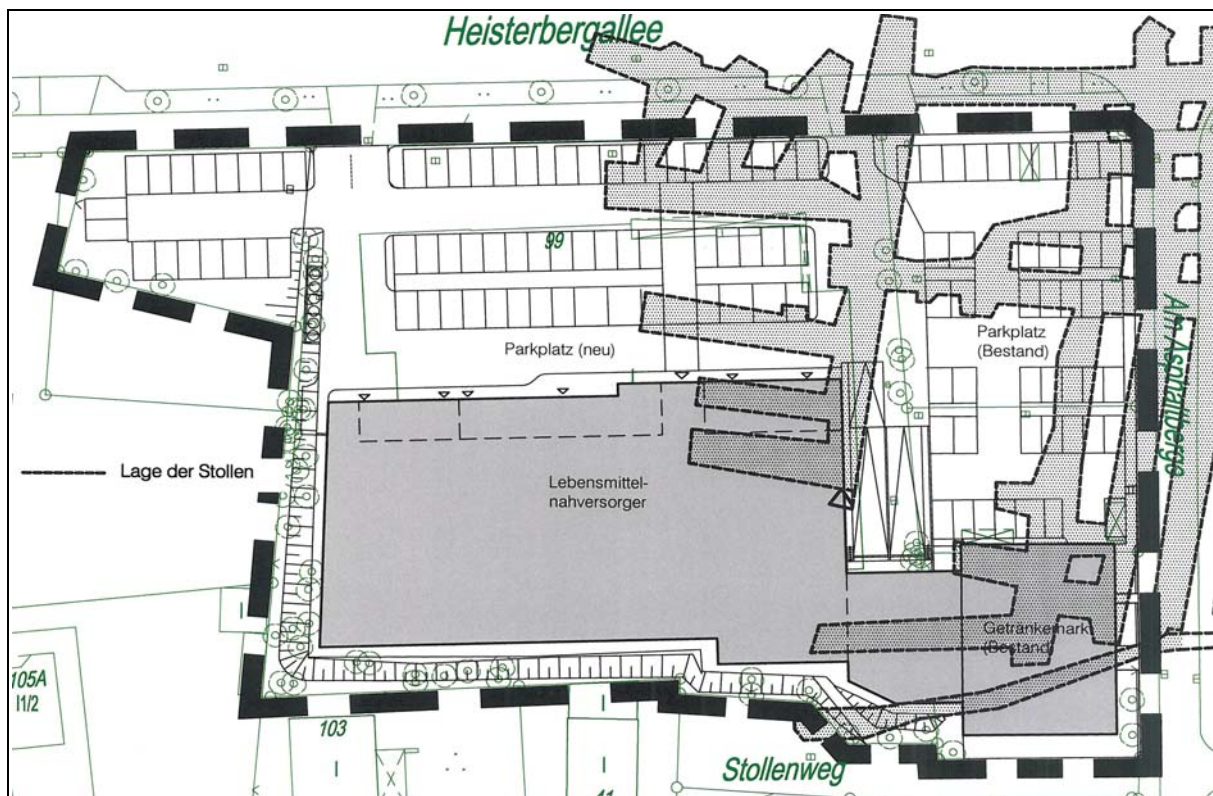 Heisterbergallee
99
Parkplatz (neu)
Parkplatz
(Bestand)
Am Asphaltberge
Lage der Stollen
Lebensmittel-
nahversorger
Getränkemarkt
(Bestand)
105A
I1/2
I
103
I
I
Stollenweg